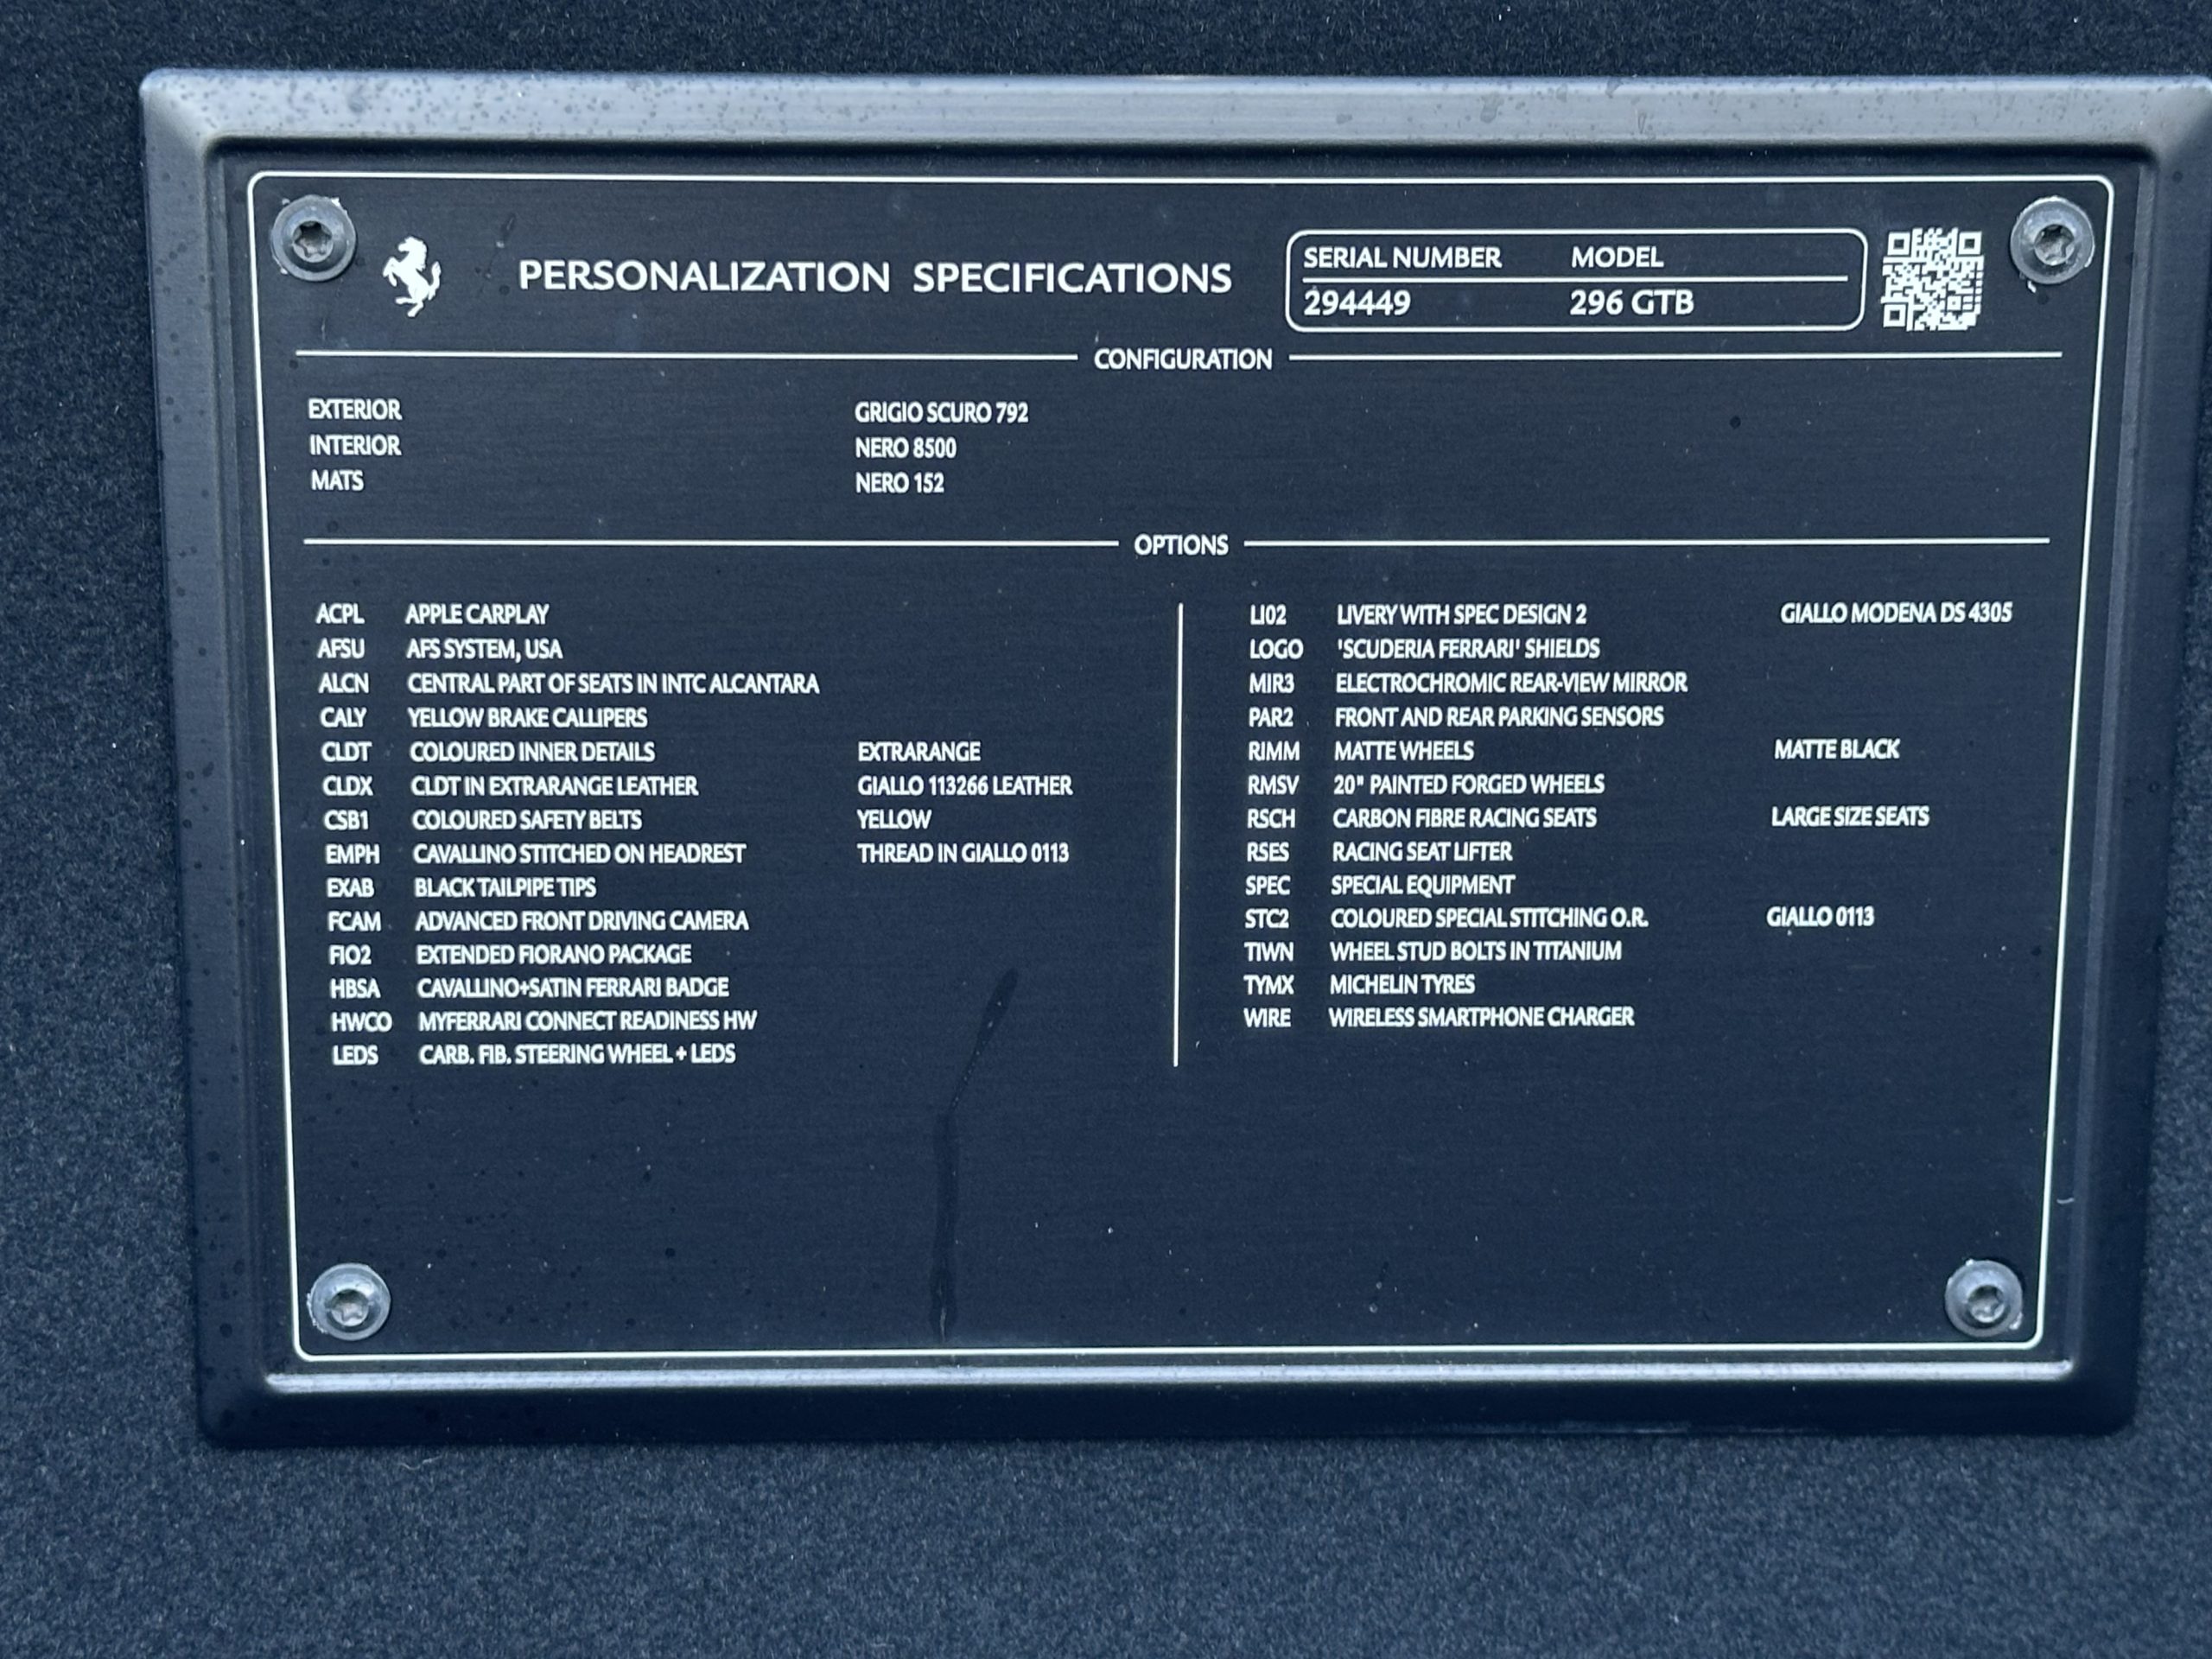 PERSONALIZATION SPECIFICATIONS
SERIAL NUMBER MODEL
294449 296 GTB
CONFIGURATION
EXTERIOR GRIGIO SCURO 792
INTERIOR NERO 8500
MATS NERO 152
OPTIONS
ACPL APPLE CARPLAY
AFSU AFS SYSTEM, USA
ALCN CENTRAL PART OF SEATS IN INTC ALCANTARA
CALY YELLOW BRAKE CALLIPERS
CLDT COLOURED INNER DETAILS EXTRARANGE
CLDX CLDT IN EXTRARANGE LEATHER GIALLO 113266 LEATHER
CSB1 COLOURED SAFETY BELTS YELLOW
EMPH CAVALLINO STITCHED ON HEADREST THREAD IN GIALLO 0113
EXAB BLACK TAILPIPE TIPS
FCAM ADVANCED FRONT DRIVING CAMERA
FIO2 EXTENDED FIORANO PACKAGE
HBSA CAVALLINO+SATIN FERRARI BADGE
HWCO MYFERRARI CONNECT READINESS HW
LEDS CARB. FIB. STEERING WHEEL + LEDS
LI02 LIVERY WITH SPEC DESIGN 2 GIALLO MODENA DS 4305
LOGO 'SCUDERIA FERRARI' SHIELDS
MIR3 ELECTROCHROMIC REAR-VIEW MIRROR
PAR2 FRONT AND REAR PARKING SENSORS
RIMM MATTE WHEELS MATTE BLACK
RMSV 20" PAINTED FORGED WHEELS
RSCH CARBON FIBRE RACING SEATS LARGE SIZE SEATS
RSES RACING SEAT LIFTER
SPEC SPECIAL EQUIPMENT
STC2 COLOURED SPECIAL STITCHING O.R. GIALLO 0113
TIWN WHEEL STUD BOLTS IN TITANIUM
TYMX MICHELIN TYRES
WIRE WIRELESS SMARTPHONE CHARGER